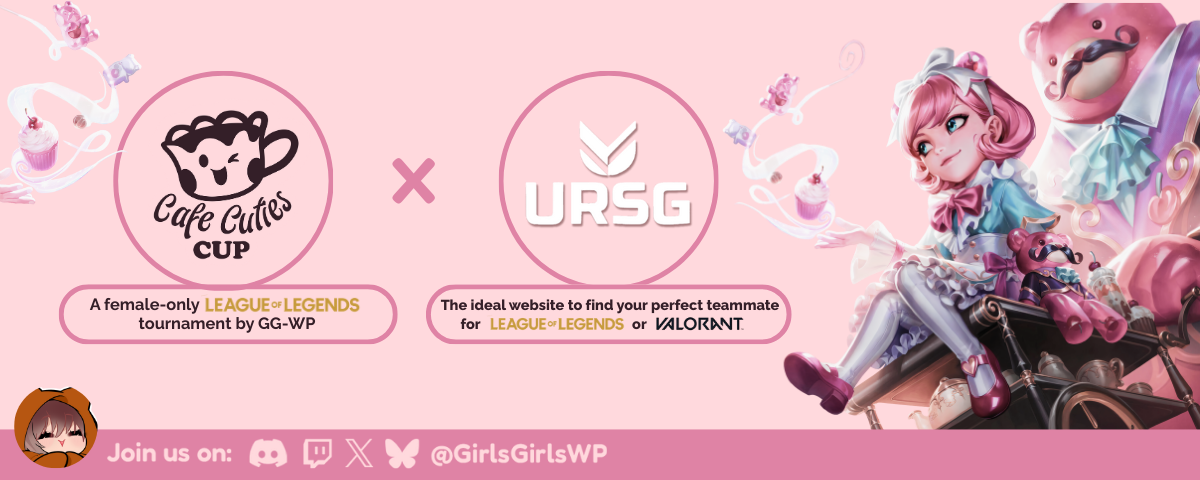 Cafe Cuties
CUP
URSG
A female-only LEAGUE OF LEGENDS
tournament by GG-WP
The ideal website to find your perfect teammate
for LEAGUE OF LEGENDS or VALORANT
Join us on: @GirlsGirlsWP